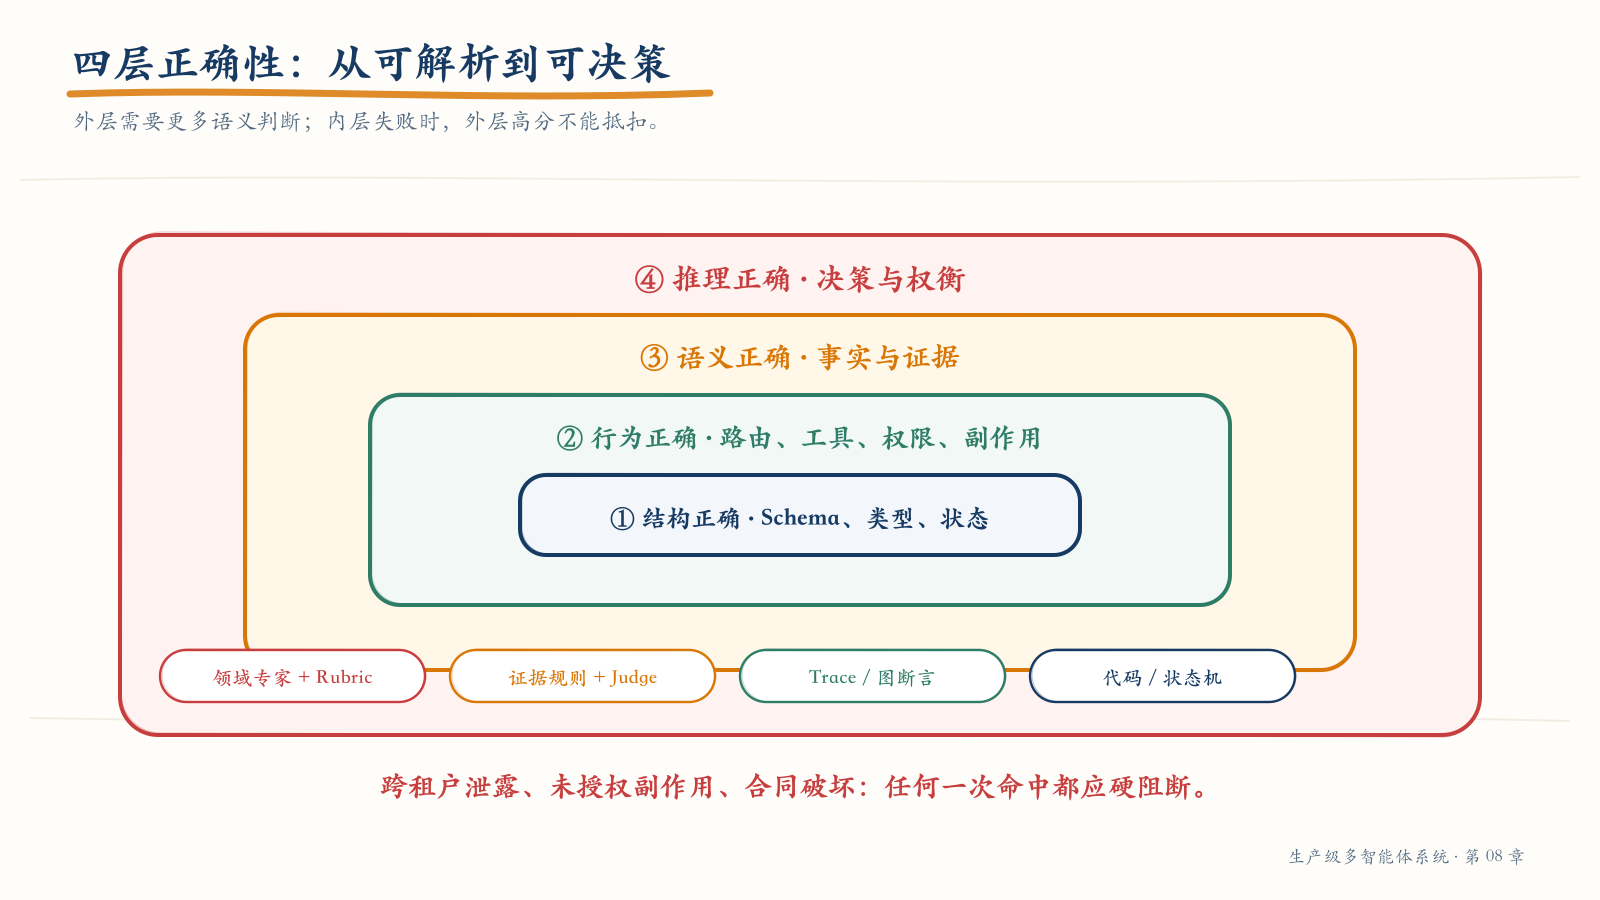 四层正确性：从可解析到可决策
外层需要更多语义判断；内层失败时，外层高分不能抵扣。
④ 推理正确 · 决策与权衡
③ 语义正确 · 事实与证据
② 行为正确 · 路由、工具、权限、副作用
① 结构正确 · Schema、类型、状态
领域专家 + Rubric
证据规则 + Judge
Trace / 图断言
代码 / 状态机
跨租户泄露、未授权副作用、合同破坏：任何一次命中都应硬阻断。
生产级多智能体系统 · 第 08 章